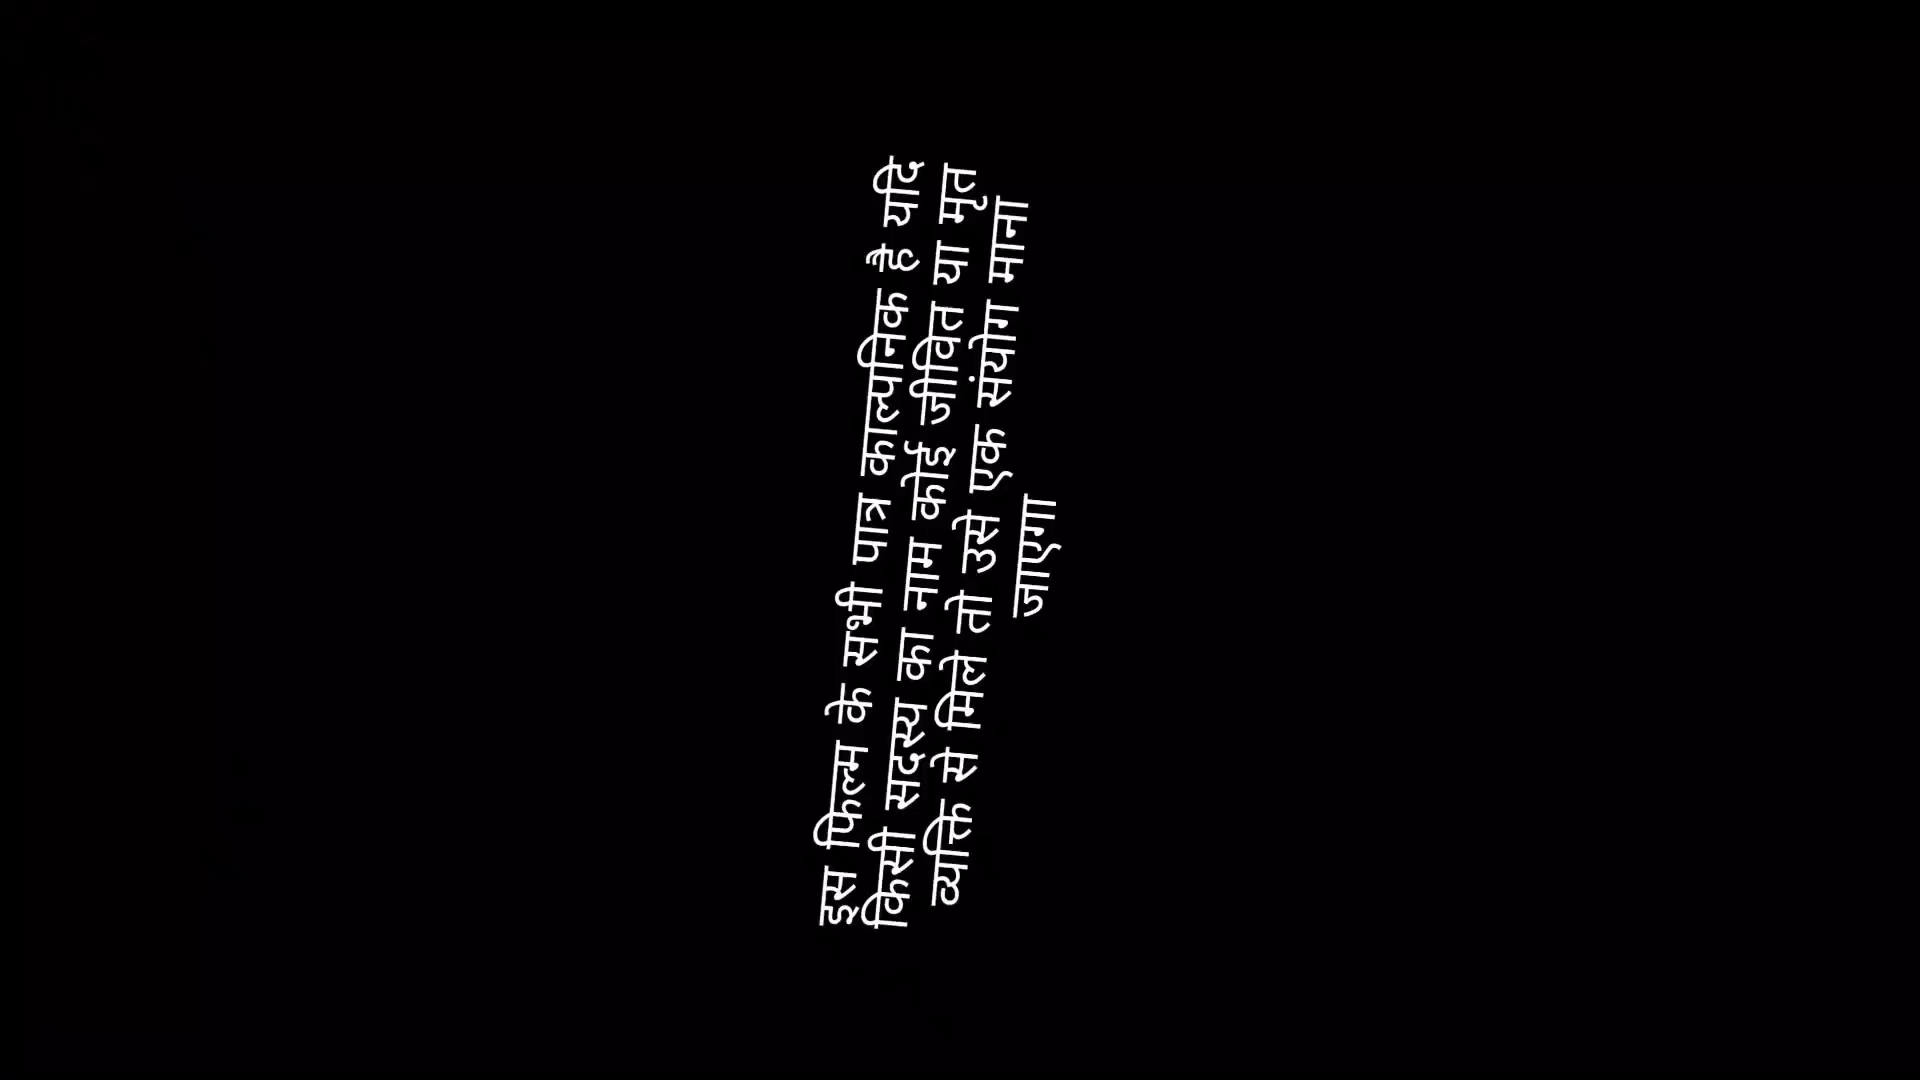 इस फिल्म के सभी पात्र काल्पनिक है यदि
किसी सदस्य का नाम कोई जीवित या मृत
व्यक्ति से मिले तो उसे एक संयोग माना
जाएगा